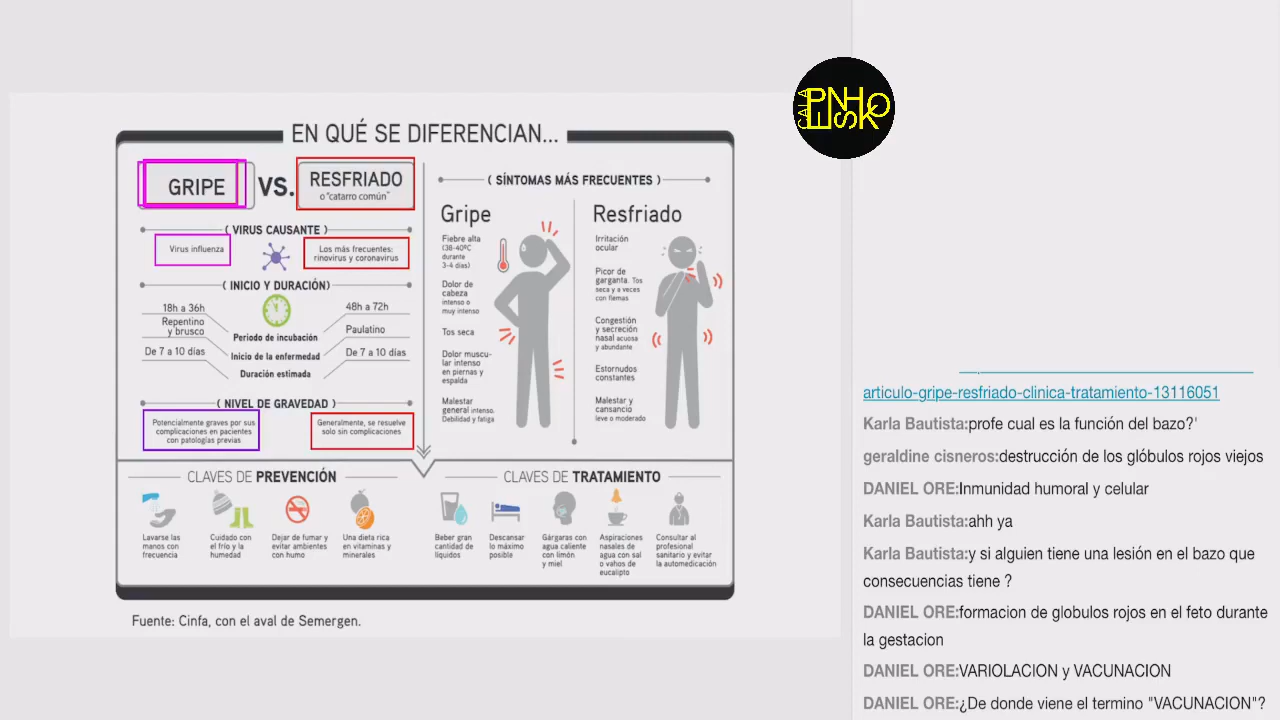 EN QUÉ SE DIFERENCIAN...
GRIPE
VS.
RESFRIADO
o "catarro común"
( VIRUS CAUSANTE )
Virus influenza
Los más frecuentes:
rinovirus y coronavirus
( INICIO Y DURACIÓN)
18h a 36h
48h a 72h
Periodo de incubación
Repentino
y brusco
Paulatino
Inicio de la enfermedad
De 7 a 10 días
De 7 a 10 días
Duración estimada
( NIVEL DE GRAVEDAD )
Potencialmente graves por sus
complicaciones en pacientes
con patologías previas
Generalmente, se resuelve
solo sin complicaciones
( SÍNTOMAS MÁS FRECUENTES )
Gripe
Fiebre alta
(38-40ºC
durante
3-4 días)
Dolor de
cabeza
intenso o
muy intenso
Tos seca
Dolor muscu-
lar intenso
en piernas y
espalda
Malestar
general intenso.
Debilidad y fatiga
Resfriado
Irritación
ocular
Picor de
garganta. Tos
seca y a veces
con flemas
Congestión
y secreción
nasal acuosa
y abundante
Estornudos
constantes
Malestar y
cansancio
leve o moderado
CLAVES DE PREVENCIÓN
Lavarse las
manos con
frecuencia
Cuidado con
el frío y la
humedad
Dejar de fumar y
evitar ambientes
con humo
Una dieta rica
en vitaminas y
minerales
CLAVES DE TRATAMIENTO
Beber gran
cantidad de
líquidos
Descansar
lo máximo
posible
Gárgaras con
agua caliente
con limón
y miel
Aspiraciones
nasales de
agua con sal
o vahos de
eucalipto
Consultar al
profesional
sanitario y evitar
la automedicación
Fuente: Cinfa, con el aval de Semergen.
articulo-gripe-resfriado-clinica-tratamiento-13116051
Karla Bautista:profe cual es la función del bazo?'
geraldine cisneros:destrucción de los glóbulos rojos viejos
DANIEL ORE:Inmunidad humoral y celular
Karla Bautista:ahh ya
Karla Bautista:y si alguien tiene una lesión en el bazo que
consecuencias tiene ?
DANIEL ORE:formacion de globulos rojos en el feto durante
la gestacion
DANIEL ORE:VARIOLACION y VACUNACION
DANIEL ORE:¿De donde viene el termino "VACUNACION"?